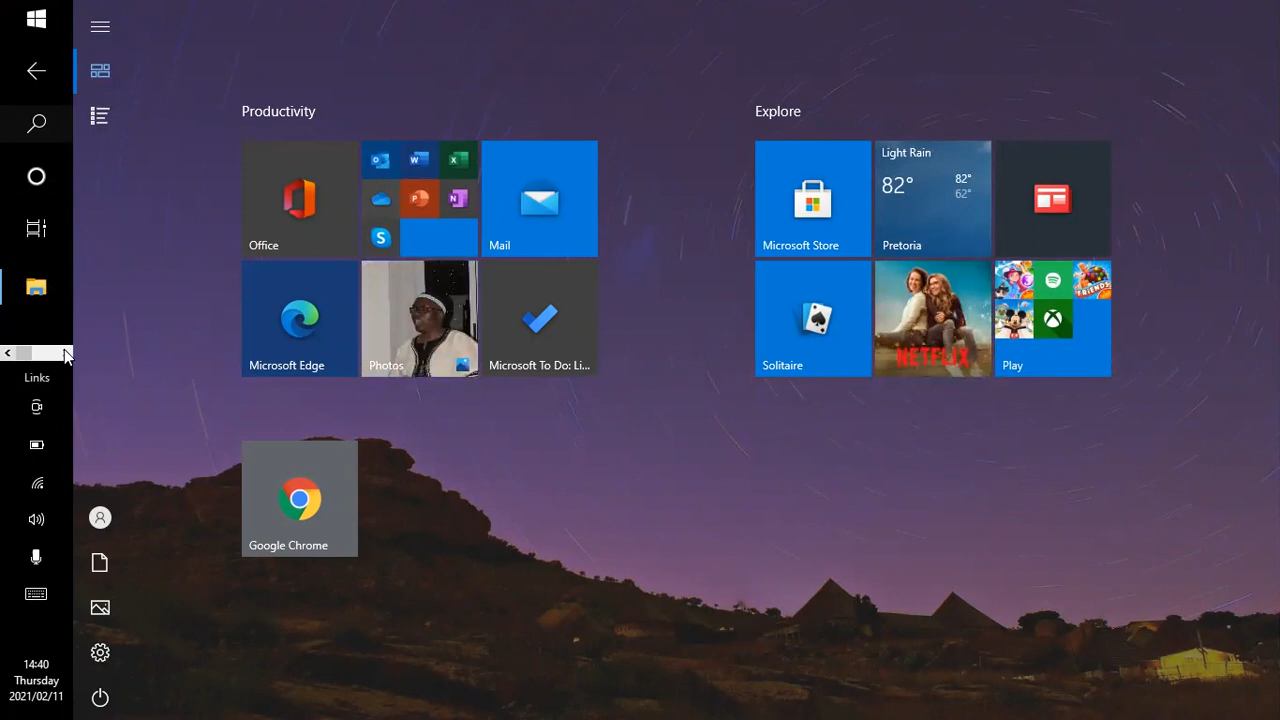 Productivity
Explore
Office
Mail
Microsoft Store
Light Rain
82°
82°
62°
Pretoria
Microsoft Edge
Photos
Microsoft To Do: Li...
Solitaire
NETFLIX
FRIENDS
Play
Google Chrome
Links
14:40
Thursday
2021/02/11